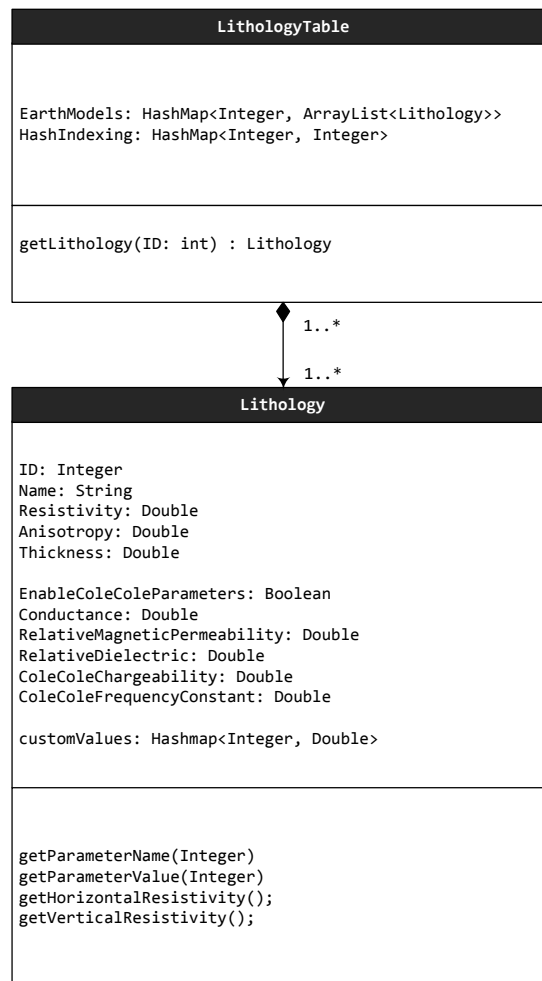 LithologyTable
EarthModels: HashMap<Integer, ArrayList<Lithology>>
HashIndexing: HashMap<Integer, Integer>
getLithology(ID: int) : Lithology
1..*
1..*
Lithology
ID: Integer
Name: String
Resistivity: Double
Anisotropy: Double
Thickness: Double
EnableColeColeParameters: Boolean
Conductance: Double
RelativeMagneticPermeability: Double
RelativeDielectric: Double
ColeColeChargeability: Double
ColeColeFrequencyConstant: Double
customValues: Hashmap<Integer, Double>
getParameterName(Integer)
getParameterValue(Integer)
getHorizontalResistivity();
getVerticalResistivity();